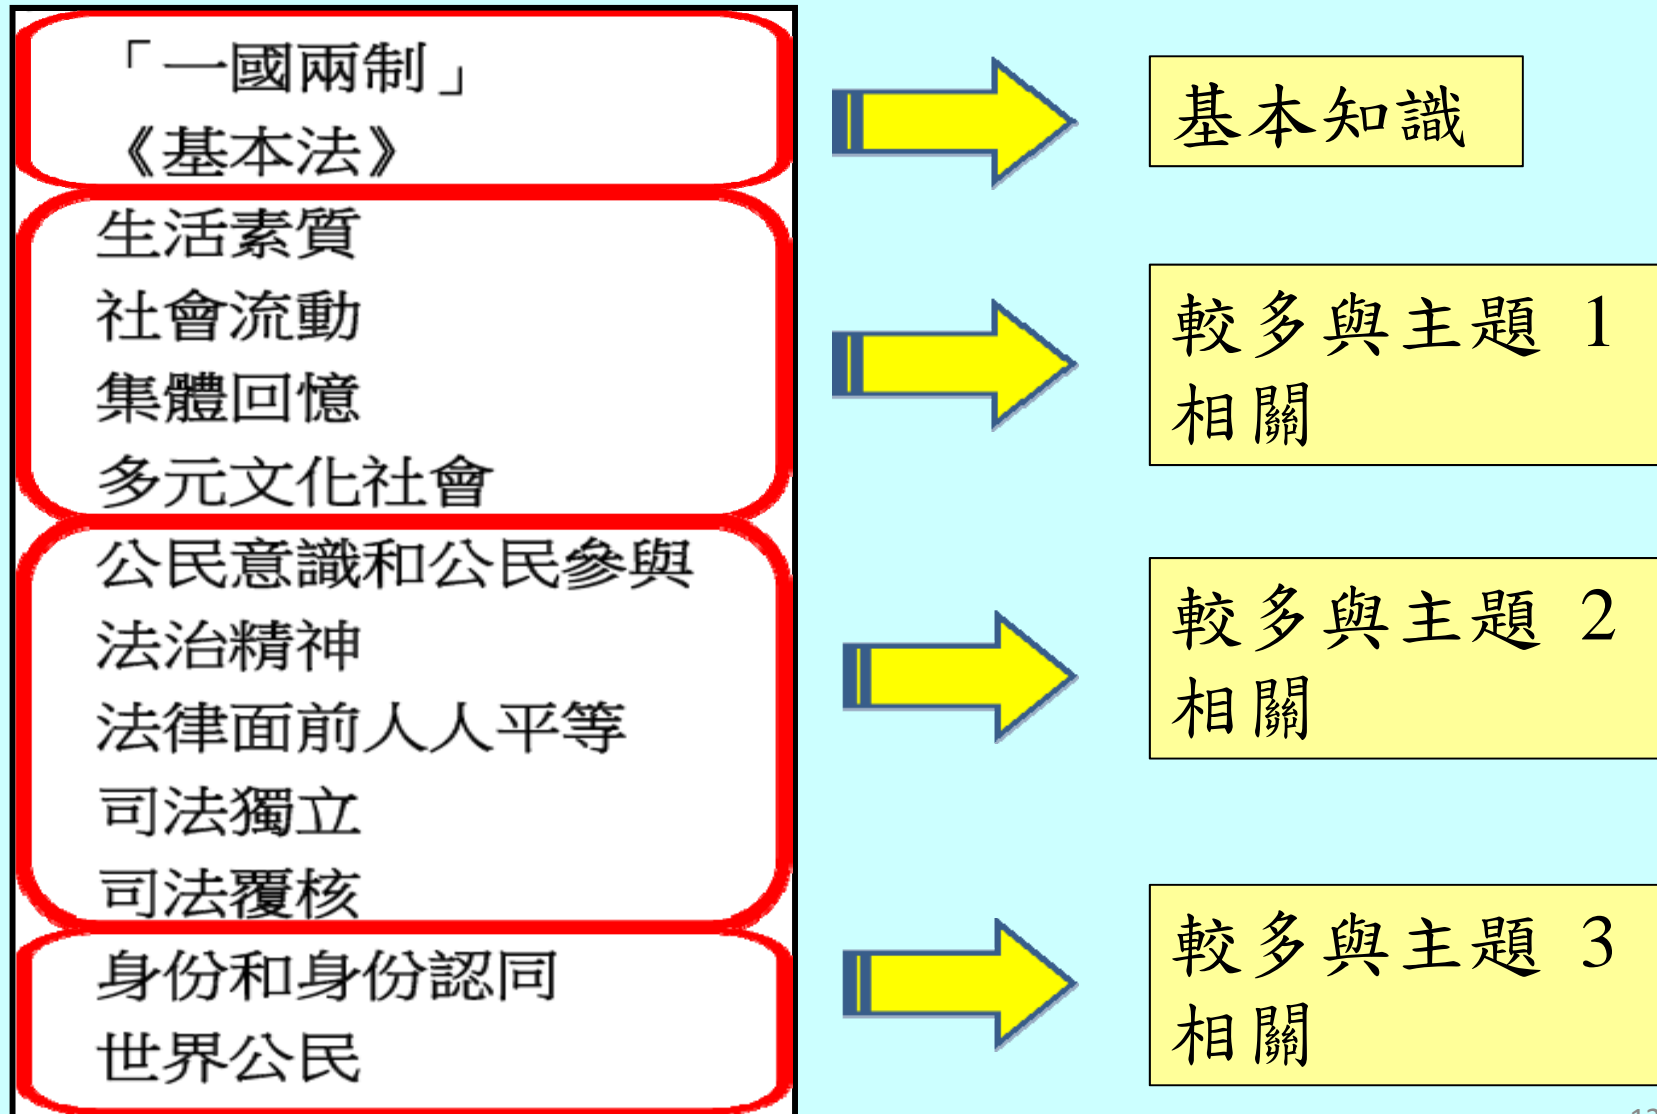 「一國兩制」
《基本法》
基本知識
生活素質
社會流動
集體回憶
多元文化社會
較多與主題 1
相關
公民意識和公民參與
法治精神
法律面前人人平等
司法獨立
司法覆核
較多與主題 2
相關
身份和身份認同
世界公民
較多與主題 3
相關